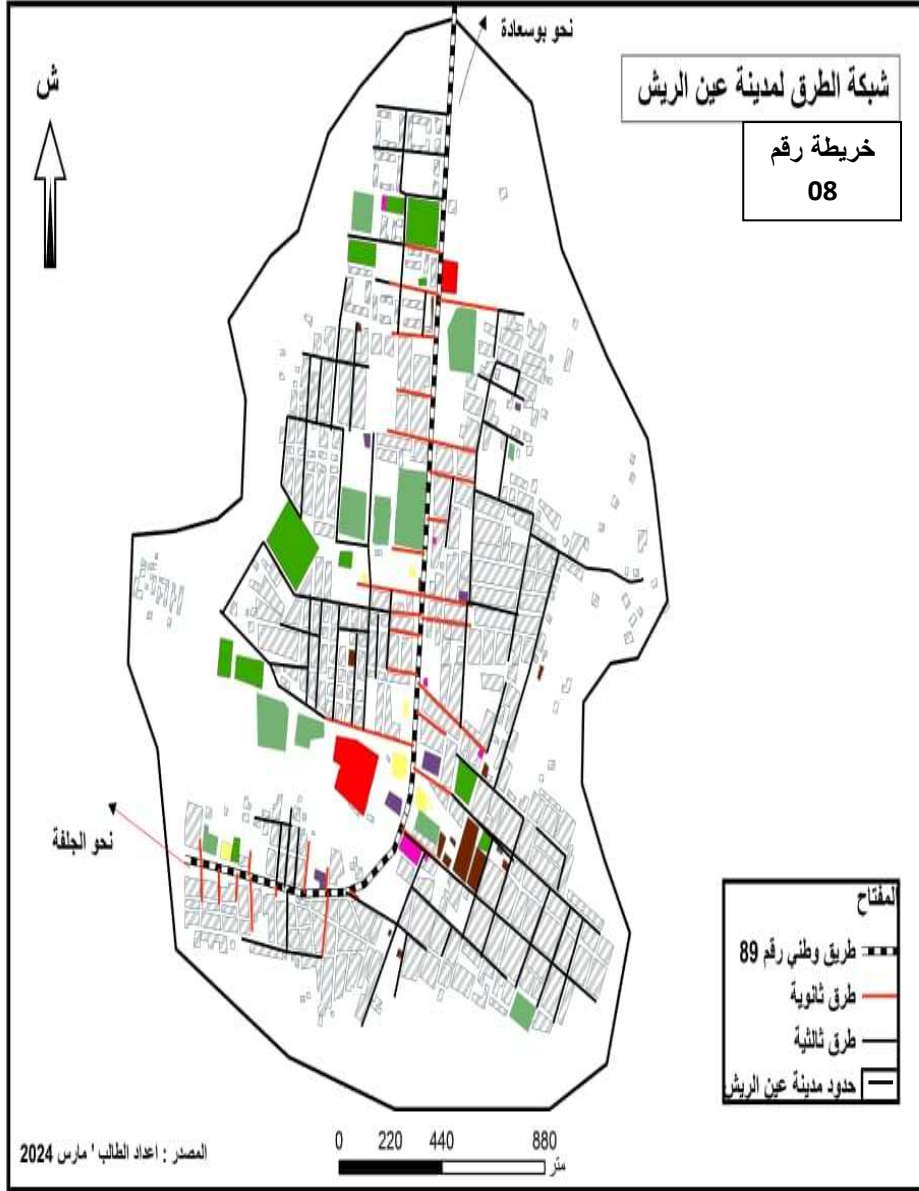 نحو بوسعادة
شبكة الطرق لمدينة عين الريش
ش
خريطة رقم
08
نحو الجلفة
المفتاح
طريق وطني رقم 89
طرق ثانوية
طرق ثالثية
حدود مدينة عين الريش
0 220 440 880
متر
المصدر : اعداد الطالب ' مارس 2024